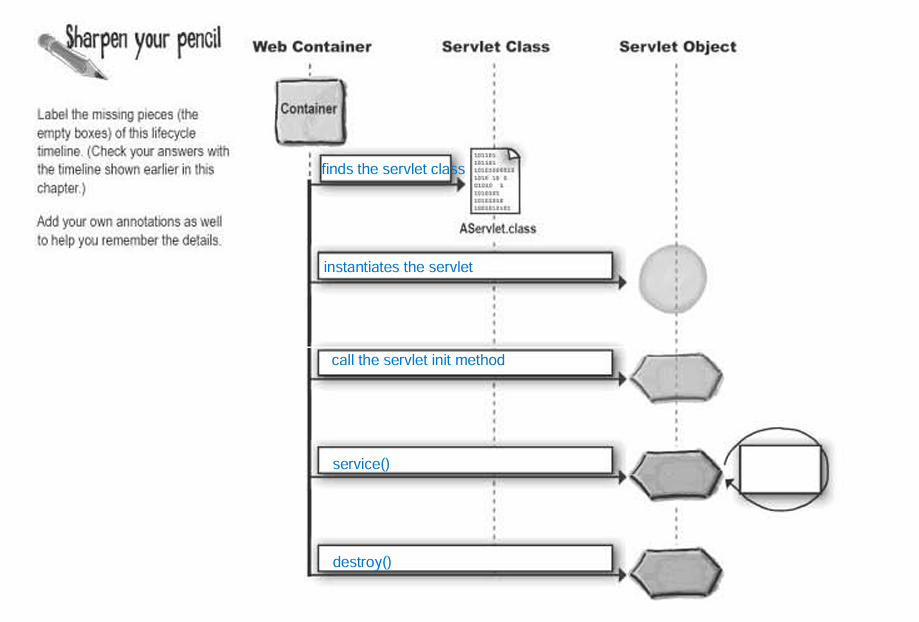 Sharpen your pencil
Label the missing pieces (the
empty boxes) of this lifecycle
timeline. (Check your answers with
the timeline shown earlier in this
chapter.)
Add your own annotations as well
to help you remember the details.
Web Container
Servlet Class
Servlet Object
Container
finds the servlet class
101101
101101
10101000010
1010 10 0
01010 1
1010101
10101010
1001010101
AServlet.class
instantiates the servlet
call the servlet init method
service()
destroy()